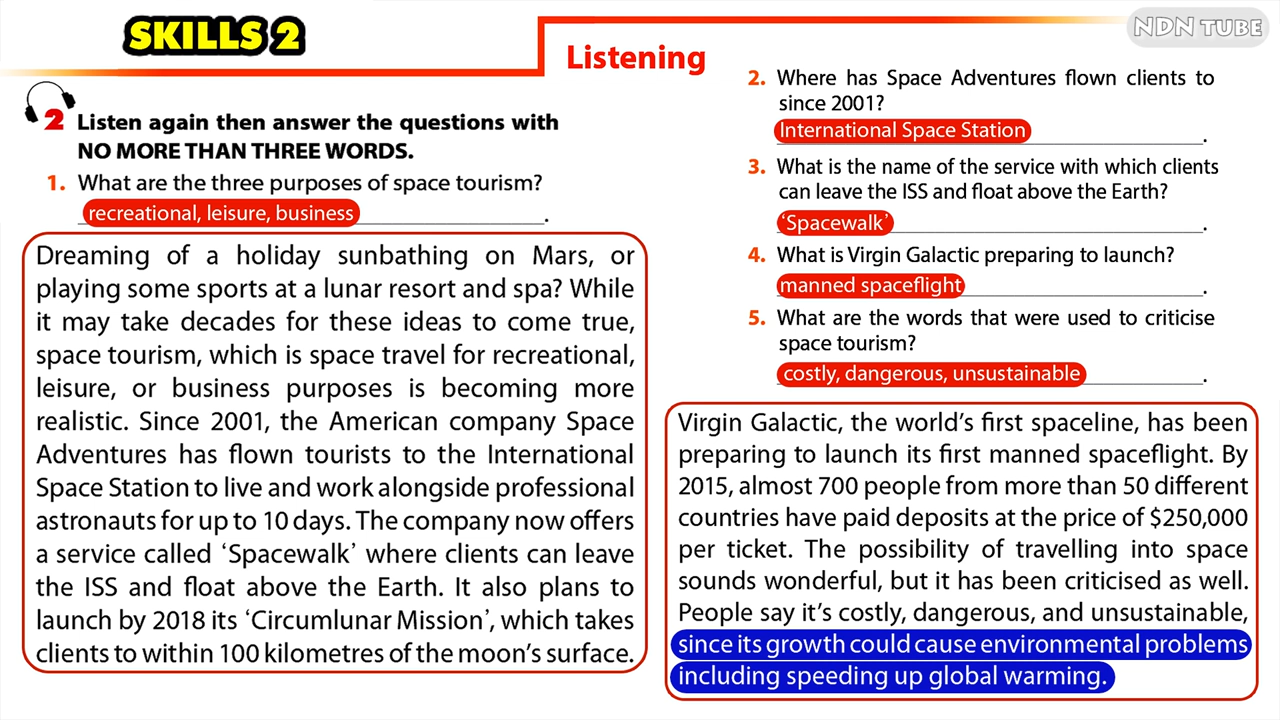 SKILLS 2
NDN TUBE
Listening
2 Listen again then answer the questions with
NO MORE THAN THREE WORDS.
1. What are the three purposes of space tourism?
recreational, leisure, business .
Dreaming of a holiday sunbathing on Mars, or
playing some sports at a lunar resort and spa? While
it may take decades for these ideas to come true,
space tourism, which is space travel for recreational,
leisure, or business purposes is becoming more
realistic. Since 2001, the American company Space
Adventures has flown tourists to the International
Space Station to live and work alongside professional
astronauts for up to 10 days. The company now offers
a service called ‘Spacewalk’ where clients can leave
the ISS and float above the Earth. It also plans to
launch by 2018 its ‘Circumlunar Mission’, which takes
clients to within 100 kilometres of the moon’s surface.
2. Where has Space Adventures flown clients to
since 2001?
International Space Station .
3. What is the name of the service with which clients
can leave the ISS and float above the Earth?
‘Spacewalk’ .
4. What is Virgin Galactic preparing to launch?
manned spaceflight .
5. What are the words that were used to criticise
space tourism?
costly, dangerous, unsustainable .
Virgin Galactic, the world’s first spaceline, has been
preparing to launch its first manned spaceflight. By
2015, almost 700 people from more than 50 different
countries have paid deposits at the price of $250,000
per ticket. The possibility of travelling into space
sounds wonderful, but it has been criticised as well.
People say it’s costly, dangerous, and unsustainable,
since its growth could cause environmental problems
including speeding up global warming.